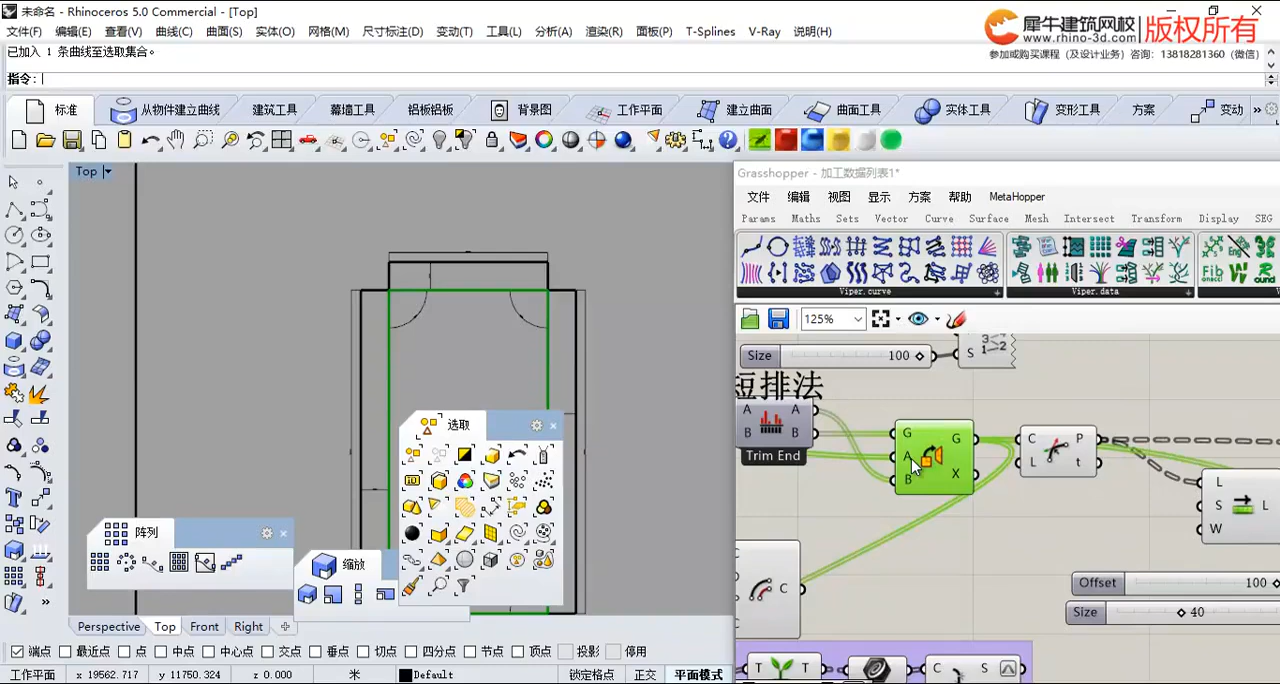 未命名 - Rhinoceros 5.0 Commercial - [Top]
犀牛建筑网校 版权所有
www.rhino-3d.com
文件(F) 编辑(E) 查看(V) 曲线(C) 曲面(S) 实体(O) 网格(M) 尺寸标注(D) 变动(T) 工具(L) 分析(A) 渲染(R) 面板(P) T-Splines V-Ray 说明(H)
已加入 1 条曲线至选取集合。
参加或购买课程 (及设计业务) 咨询: 13818281360 (微信)
指令:
标准 从物件建立曲线 建筑工具 幕墙工具 铝板铝板 背景图 工作平面 建立曲面 曲面工具 实体工具 变形工具 方案 变动 »
Top
Grasshopper - 加工数据列表1*
文件 编辑 视图 显示 方案 帮助 MetaHopper
Params Maths Sets Vector Curve Surface Mesh Intersect Transform Display SEG
Viper.curve Viper.data
125%
Size 100 S
短排法
A A
B B
Trim End
G G
A
B X
C P
L t
L
S L
W
C
Offset 100
Size 40
T T C S
选取
阵列
缩放
Perspective Top Front Right
端点 最近点 点 中点 中心点 交点 垂点 切点 四分点 节点 顶点 投影 停用
工作平面 x 19562.717 y 11750.324 z 0.000 米 Default 锁定格点 正交 平面模式